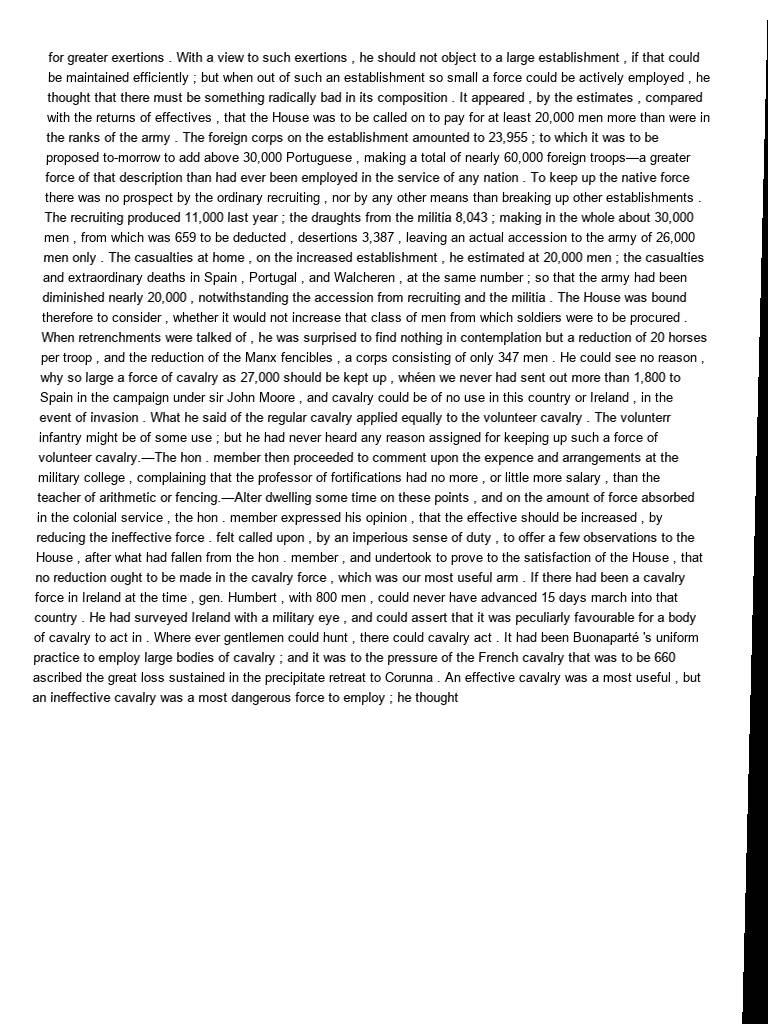 for greater exertions . With a view to such exertions , he should not object to a large establishment , if that could
be maintained efficiently ; but when out of such an establishment so small a force could be actively employed , he
thought that there must be something radically bad in its composition . It appeared , by the estimates , compared
with the returns of effectives , that the House was to be called on to pay for at least 20,000 men more than were in
the ranks of the army . The foreign corps on the establishment amounted to 23,955 ; to which it was to be
proposed to-morrow to add above 30,000 Portuguese , making a total of nearly 60,000 foreign troops—a greater
force of that description than had ever been employed in the service of any nation . To keep up the native force
there was no prospect by the ordinary recruiting , nor by any other means than breaking up other establishments .
The recruiting produced 11,000 last year ; the draughts from the militia 8,043 ; making in the whole about 30,000
men , from which was 659 to be deducted , desertions 3,387 , leaving an actual accession to the army of 26,000
men only . The casualties at home , on the increased establishment , he estimated at 20,000 men ; the casualties
and extraordinary deaths in Spain , Portugal , and Walcheren , at the same number ; so that the army had been
diminished nearly 20,000 , notwithstanding the accession from recruiting and the militia . The House was bound
therefore to consider , whether it would not increase that class of men from which soldiers were to be procured .
When retrenchments were talked of , he was surprised to find nothing in contemplation but a reduction of 20 horses
per troop , and the reduction of the Manx fencibles , a corps consisting of only 347 men . He could see no reason ,
why so large a force of cavalry as 27,000 should be kept up , whéen we never had sent out more than 1,800 to
Spain in the campaign under sir John Moore , and cavalry could be of no use in this country or Ireland , in the
event of invasion . What he said of the regular cavalry applied equally to the volunteer cavalry . The volunterr
infantry might be of some use ; but he had never heard any reason assigned for keeping up such a force of
volunteer cavalry.—The hon . member then proceeded to comment upon the expence and arrangements at the
military college , complaining that the professor of fortifications had no more , or little more salary , than the
teacher of arithmetic or fencing.—Alter dwelling some time on these points , and on the amount of force absorbed
in the colonial service , the hon . member expressed his opinion , that the effective should be increased , by
reducing the ineffective force . felt called upon , by an imperious sense of duty , to offer a few observations to the
House , after what had fallen from the hon . member , and undertook to prove to the satisfaction of the House , that
no reduction ought to be made in the cavalry force , which was our most useful arm . If there had been a cavalry
force in Ireland at the time , gen. Humbert , with 800 men , could never have advanced 15 days march into that
country . He had surveyed Ireland with a military eye , and could assert that it was peculiarly favourable for a body
of cavalry to act in . Where ever gentlemen could hunt , there could cavalry act . It had been Buonaparté 's uniform
practice to employ large bodies of cavalry ; and it was to the pressure of the French cavalry that was to be 660
ascribed the great loss sustained in the precipitate retreat to Corunna . An effective cavalry was a most useful , but
an ineffective cavalry was a most dangerous force to employ ; he thought